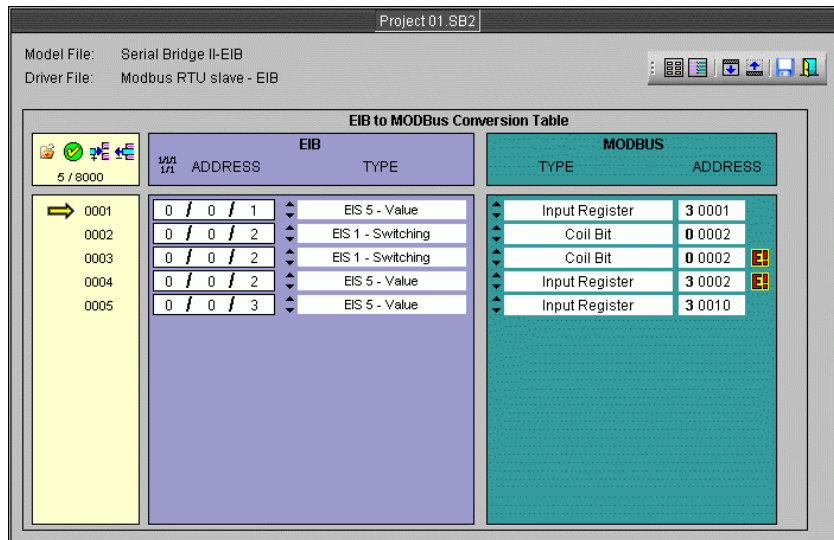 Project 01.SB2
Model File: Serial Bridge II-EIB
Driver File: Modbus RTU slave - EIB
EIB to MODBus Conversion Table
EIB MODBUS
1/1/1 1/1 ADDRESS TYPE TYPE ADDRESS
5 / 8000
0001 0 / 0 / 1 EIS 5 - Value Input Register 3 0001
0002 0 / 0 / 2 EIS 1 - Switching Coil Bit 0 0002
0003 0 / 0 / 2 EIS 1 - Switching Coil Bit 0 0002 E!
0004 0 / 0 / 2 EIS 5 - Value Input Register 3 0002 E!
0005 0 / 0 / 3 EIS 5 - Value Input Register 3 0010